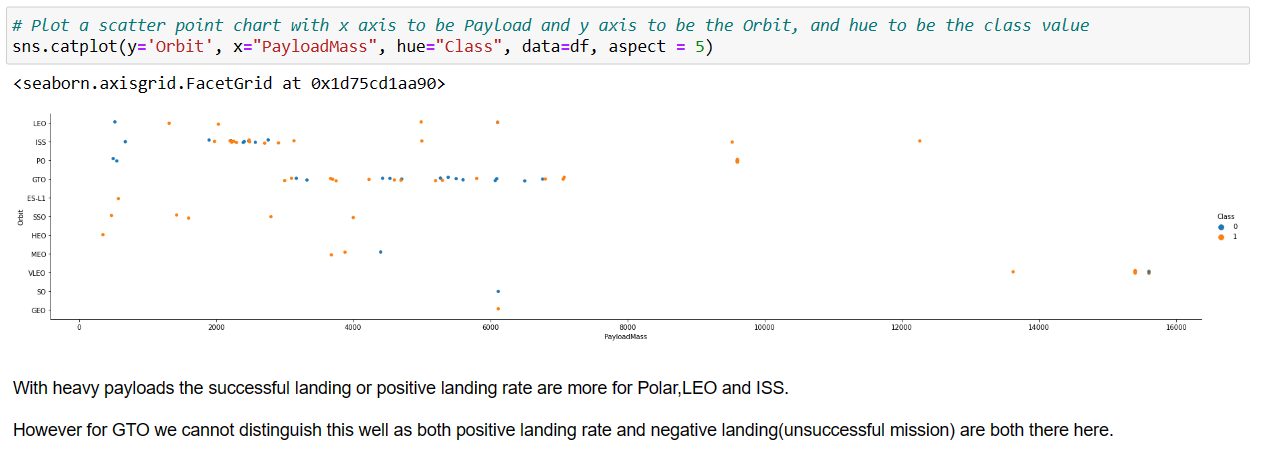 # Plot a scatter point chart with x axis to be Payload and y axis to be the Orbit, and hue to be the class value
sns.catplot(y='Orbit', x="PayloadMass", hue="Class", data=df, aspect = 5)
<seaborn.axisgrid.FacetGrid at 0x1d75cd1aa90>
LEO
ISS
PO
GTO
ES-L1
SSO
HEO
MEO
VLEO
SO
GEO
Orbit
Class
0
1
0 2000 4000 6000 8000 10000 12000 14000 16000
PayloadMass
With heavy payloads the successful landing or positive landing rate are more for Polar,LEO and ISS.
However for GTO we cannot distinguish this well as both positive landing rate and negative landing(unsuccessful mission) are both there here.